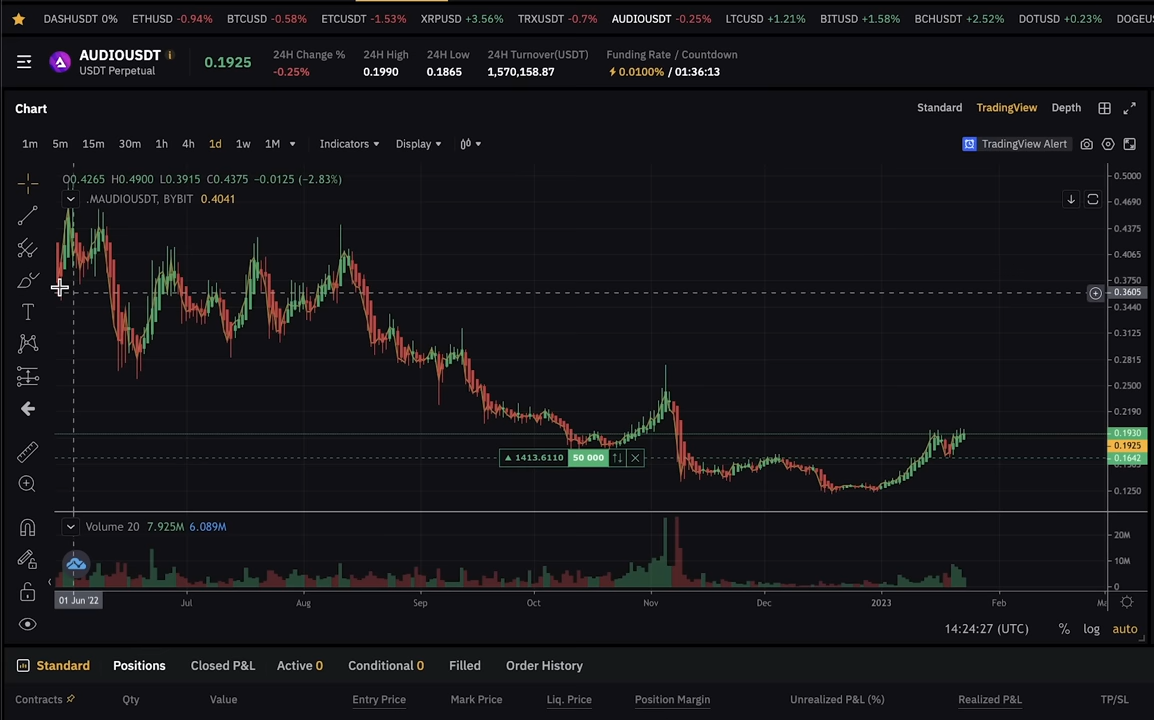 DASHUSDT 0% ETHUSD -0.94% BTCUSD -0.58% ETCUSDT -1.53% XRPUSD +3.56% TRXUSDT -0.7% AUDIOUSDT -0.25% LTCUSD +1.21% BITUSD +1.58% BCHUSDT +2.52% DOTUSD +0.23% DOGEU
AUDIOUSDT i 0.1925 24H Change % 24H High 24H Low 24H Turnover(USDT) Funding Rate / Countdown
USDT Perpetual -0.25% 0.1990 0.1865 1,570,158.87 0.0100% / 01:36:13
Chart Standard TradingView Depth
1m 5m 15m 30m 1h 4h 1d 1w 1M Indicators Display TradingView Alert
O0.4265 H0.4900 L0.3915 C0.4375 −0.0125 (−2.83%) 0.5000
.MAUDIOUSDT, BYBIT 0.4041 0.4690
0.4375
0.4065
0.3750
0.3605
0.3440
0.3125
0.2815
0.2500
0.2190
0.1930
0.1925
1413.6110 50 000 0.1642
0.1250
Volume 20 7.925M 6.089M 20M
10M
0
01 Jun '22 Jul Aug Sep Oct Nov Dec 2023 Feb
14:24:27 (UTC) % log auto
Standard Positions Closed P&L Active 0 Conditional 0 Filled Order History
Contracts Qty Value Entry Price Mark Price Liq. Price Position Margin Unrealized P&L (%) Realized P&L TP/SL